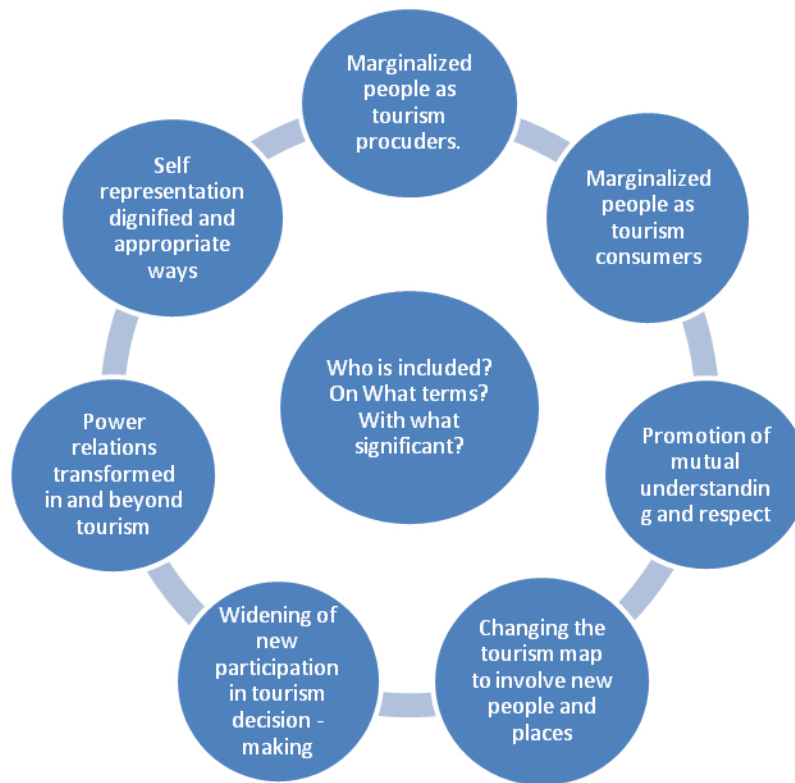 Marginalized
people as
tourism
procuders.
Marginalized
people as
tourism
consumers
Promotion of
mutual
understandin
g and respect
Changing the
tourism map
to involve new
people and
places
Widening of
new
participation
in tourism
decision -
making
Power
relations
transformed
in and beyond
tourism
Self
representation
dignified and
appropriate
ways
Who is included?
On What terms?
With what
significant?